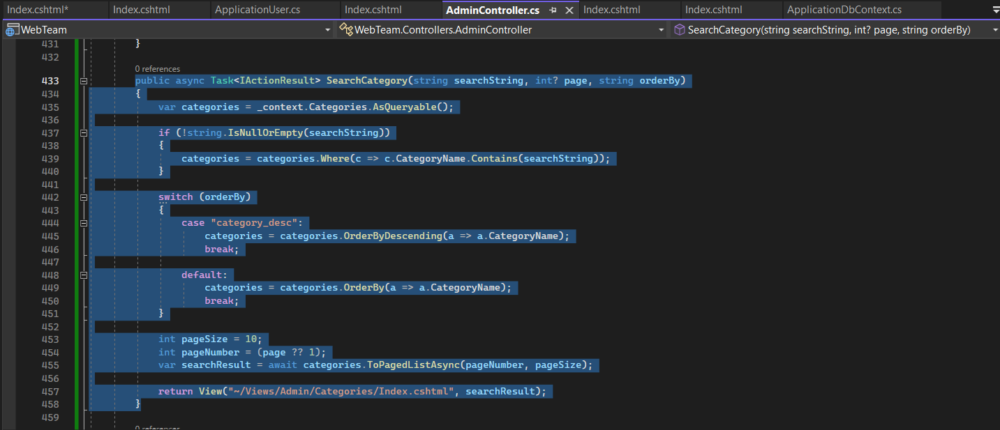 Index.cshtml* Index.cshtml ApplicationUser.cs Index.cshtml AdminController.cs Index.cshtml Index.cshtml ApplicationDbContext.cs
WebTeam WebTeam.Controllers.AdminController SearchCategory(string searchString, int? page, string orderBy)
431 }
432
0 references
433 public async Task<IActionResult> SearchCategory(string searchString, int? page, string orderBy)
434 {
435 var categories = _context.Categories.AsQueryable();
436
437 if (!string.IsNullOrEmpty(searchString))
438 {
439 categories = categories.Where(c => c.CategoryName.Contains(searchString));
440 }
441
442 switch (orderBy)
443 {
444 case "category_desc":
445 categories = categories.OrderByDescending(a => a.CategoryName);
446 break;
447
448 default:
449 categories = categories.OrderBy(a => a.CategoryName);
450 break;
451 }
452
453 int pageSize = 10;
454 int pageNumber = (page ?? 1);
455 var searchResult = await categories.ToPagedListAsync(pageNumber, pageSize);
456
457 return View("~/Views/Admin/Categories/Index.cshtml", searchResult);
458 }
459
0 references